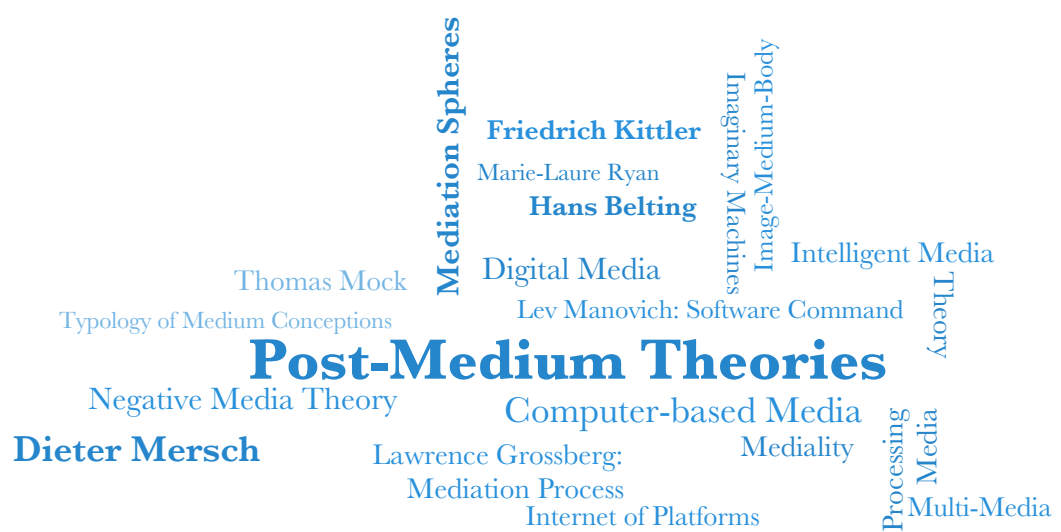 Mediation Spheres
Friedrich Kittler
Marie-Laure Ryan
Hans Belting
Imaginary Machines
Image-Medium-Body
Intelligent Media
Theory
Thomas Mock
Digital Media
Typology of Medium Conceptions
Lev Manovich: Software Command
Post-Medium Theories
Negative Media Theory
Computer-based Media
Dieter Mersch
Lawrence Grossberg:
Mediation Process
Mediality
Processing
Media
Internet of Platforms
Multi-Media